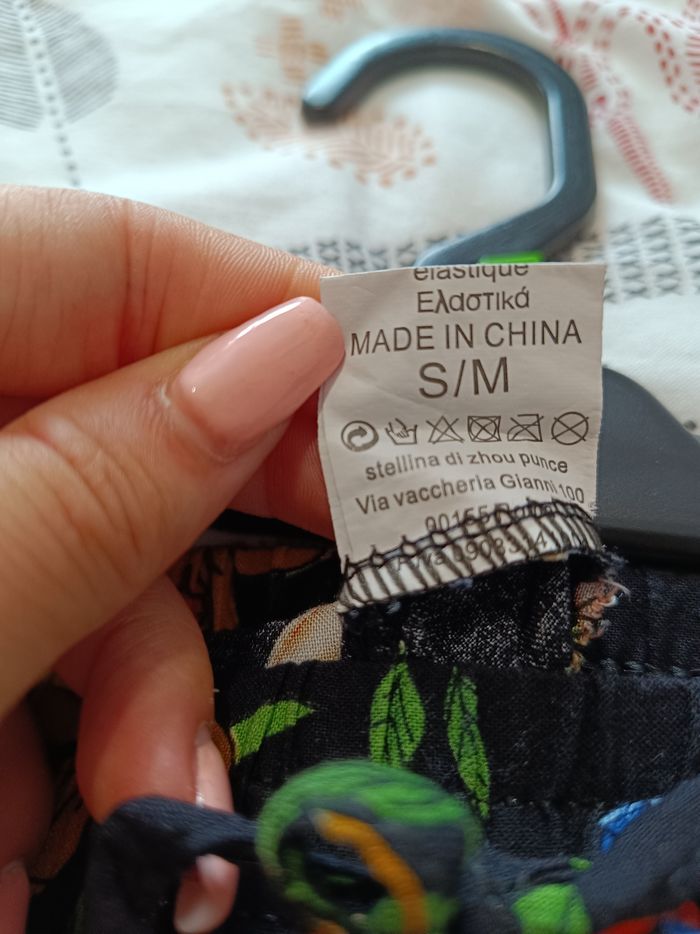 elastique
Ελαστικά
MADE IN CHINA
S/M
stellina di zhou punce
Via vaccheria Gianni 100